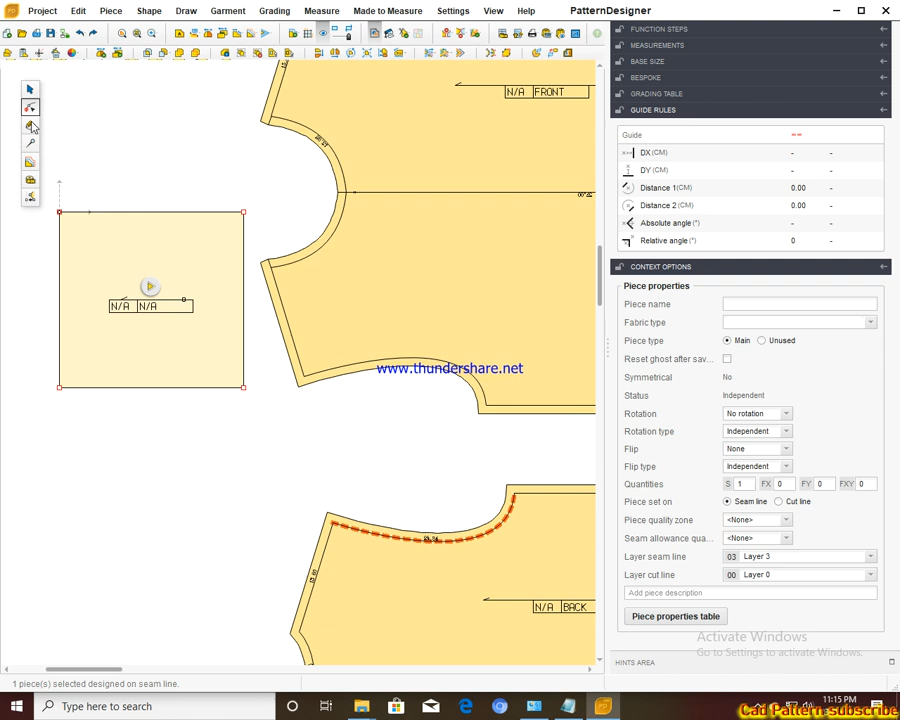 Project Edit Piece Shape Draw Garment Grading Measure Made to Measure Settings View Help PatternDesigner
FUNCTION STEPS
MEASUREMENTS
BASE SIZE
BESPOKE
GRADING TABLE
GUIDE RULES
Guide
DX (CM) - -
DY (CM) - -
Distance 1(CM) 0.00 -
Distance 2 (CM) 0.00 -
Absolute angle (°) - -
Relative angle (°) 0 -
CONTEXT OPTIONS
Piece properties
Piece name
Fabric type
Piece type Main Unused
Reset ghost after sav...
Symmetrical No
Status Independent
Rotation No rotation
Rotation type Independent
Flip None
Flip type Independent
Quantities S 1 FX 0 FY 0 FXY 0
Piece set on Seam line Cut line
Piece quality zone <None>
Seam allowance qua... <None>
Layer seam line 03 Layer 3
Layer cut line 00 Layer 0
Add piece description
Piece properties table
Activate Windows
Go to Settings to activate Windows.
HINTS AREA
N/A FRONT
N/A N/A
www.thundershare.net
N/A BACK
1 piece(s) selected designed on seam line.
Type here to search
11:15 PM
Cad Pattern subscribe